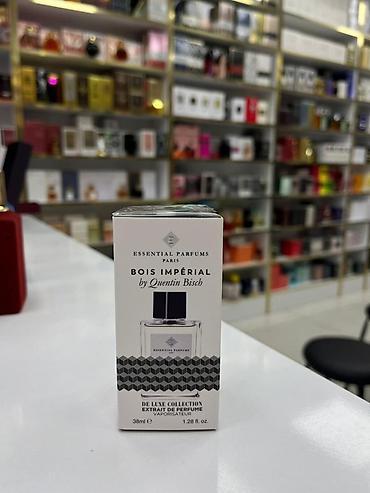 ESSENTIAL PARFUMS
PARIS
BOIS IMPÉRIAL
by Quentin Bisch
ESSENTIAL PARFUMS
DE LUXE COLLECTION
EXTRAIT DE PERFUME
VAPORISATEUR
38ml ℮ 1.28 fl. oz.